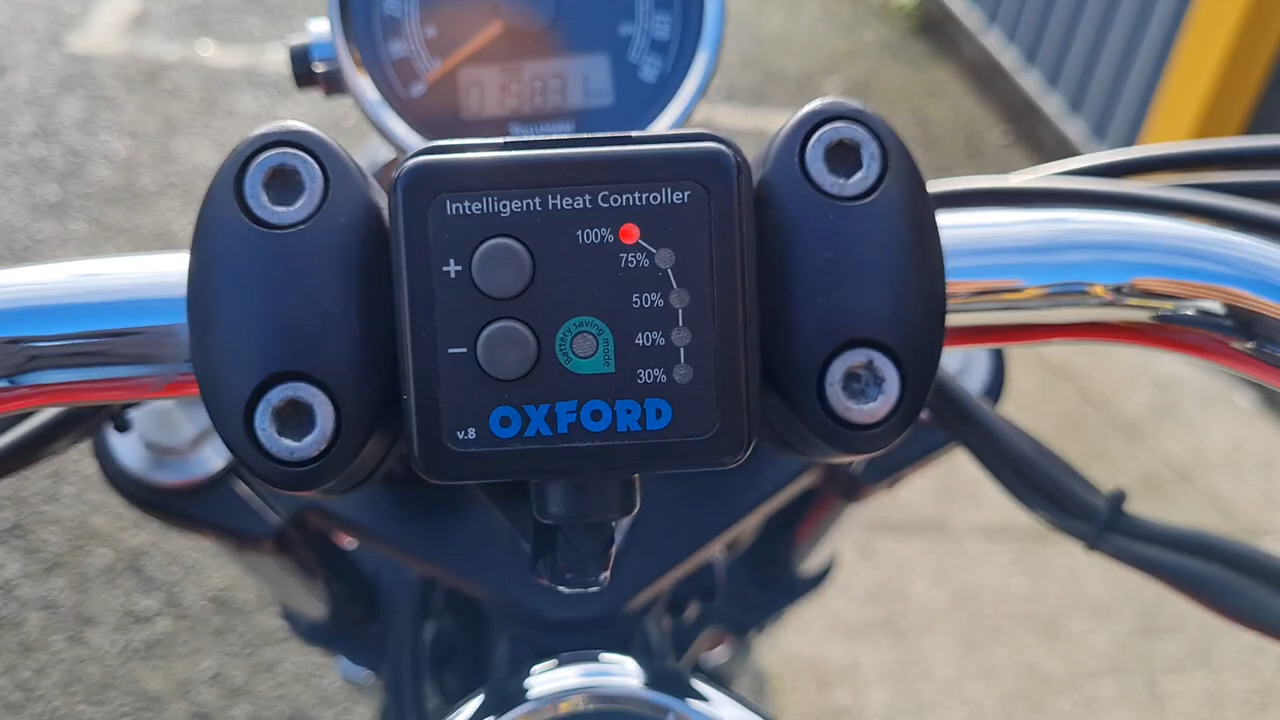 Intelligent Heat Controller
100%
75%
+
50%
40%
-
Battery saving mode
30%
v.8
OXFORD